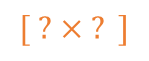 [ ? × ? ]